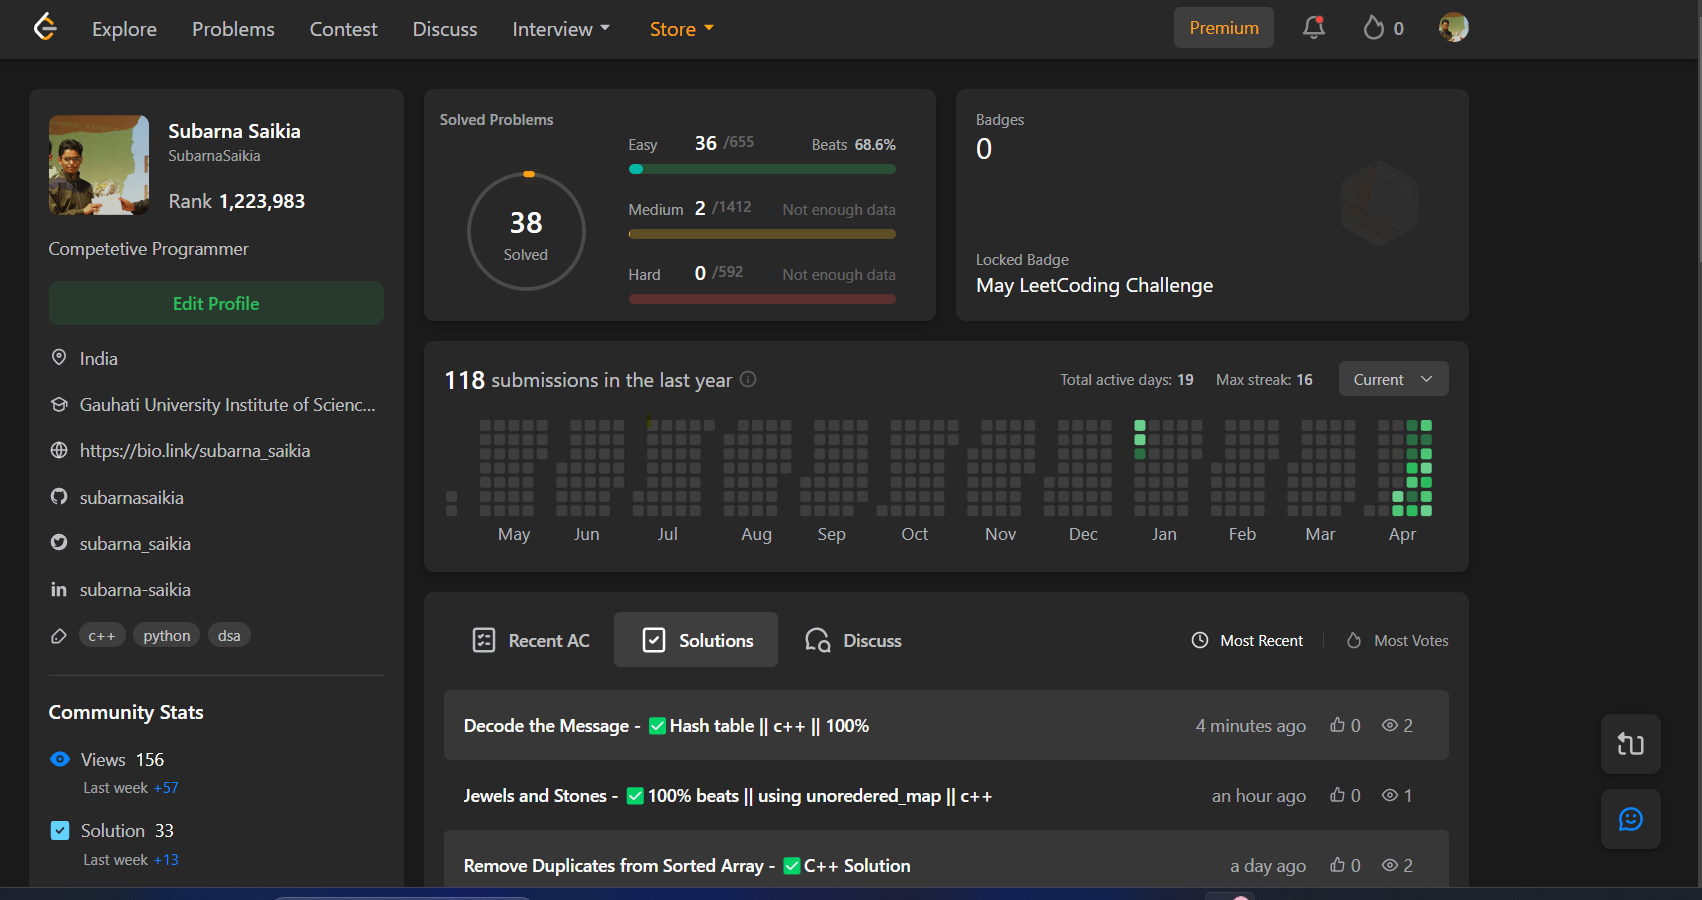 Explore Problems Contest Discuss Interview Store Premium 0
Subarna Saikia
SubarnaSaikia
Rank 1,223,983
Competetive Programmer
Edit Profile
India
Gauhati University Institute of Scienc...
https://bio.link/subarna_saikia
subarnasaikia
subarna_saikia
subarna-saikia
c++ python dsa
Community Stats
Views 156
Last week +57
Solution 33
Last week +13
Solved Problems
38
Solved
Easy 36 /655 Beats 68.6%
Medium 2 /1412 Not enough data
Hard 0 /592 Not enough data
Badges
0
Locked Badge
May LeetCoding Challenge
118 submissions in the last year Total active days: 19 Max streak: 16 Current
May Jun Jul Aug Sep Oct Nov Dec Jan Feb Mar Apr
Recent AC Solutions Discuss Most Recent Most Votes
Decode the Message - ✅ Hash table || c++ || 100% 4 minutes ago 0 2
Jewels and Stones - ✅ 100% beats || using unoredered_map || c++ an hour ago 0 1
Remove Duplicates from Sorted Array - ✅ C++ Solution a day ago 0 2